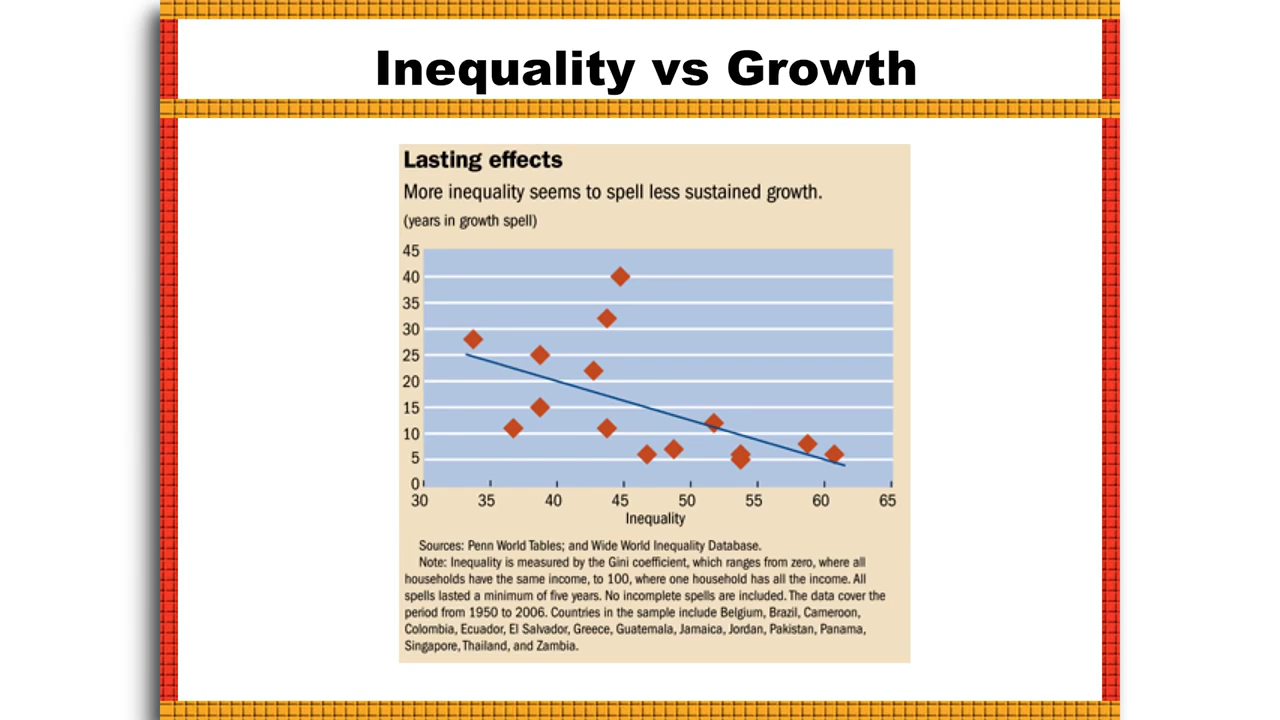 Inequality vs Growth
Lasting effects
More inequality seems to spell less sustained growth.
(years in growth spell)
45
40
35
30
25
20
15
10
5
0
30 35 40 45 50 55 60 65
Inequality
Sources: Penn World Tables; and Wide World Inequality Database.
Note: Inequality is measured by the Gini coefficient, which ranges from zero, where all
households have the same income, to 100, where one household has all the income. All
spells lasted a minimum of five years. No incomplete spells are included. The data cover the
period from 1950 to 2006. Countries in the sample include Belgium, Brazil, Cameroon,
Colombia, Ecuador, El Salvador, Greece, Guatemala, Jamaica, Jordan, Pakistan, Panama,
Singapore, Thailand, and Zambia.